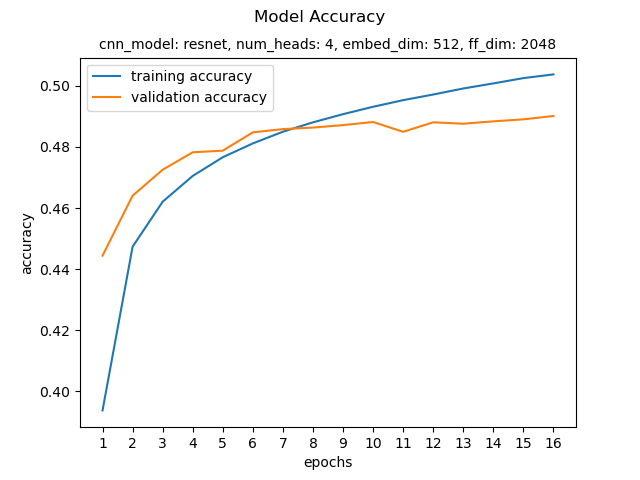 Model Accuracy
cnn_model: resnet, num_heads: 4, embed_dim: 512, ff_dim: 2048
training accuracy
validation accuracy
0.50
0.48
0.46
0.44
0.42
0.40
accuracy
1 2 3 4 5 6 7 8 9 10 11 12 13 14 15 16
epochs